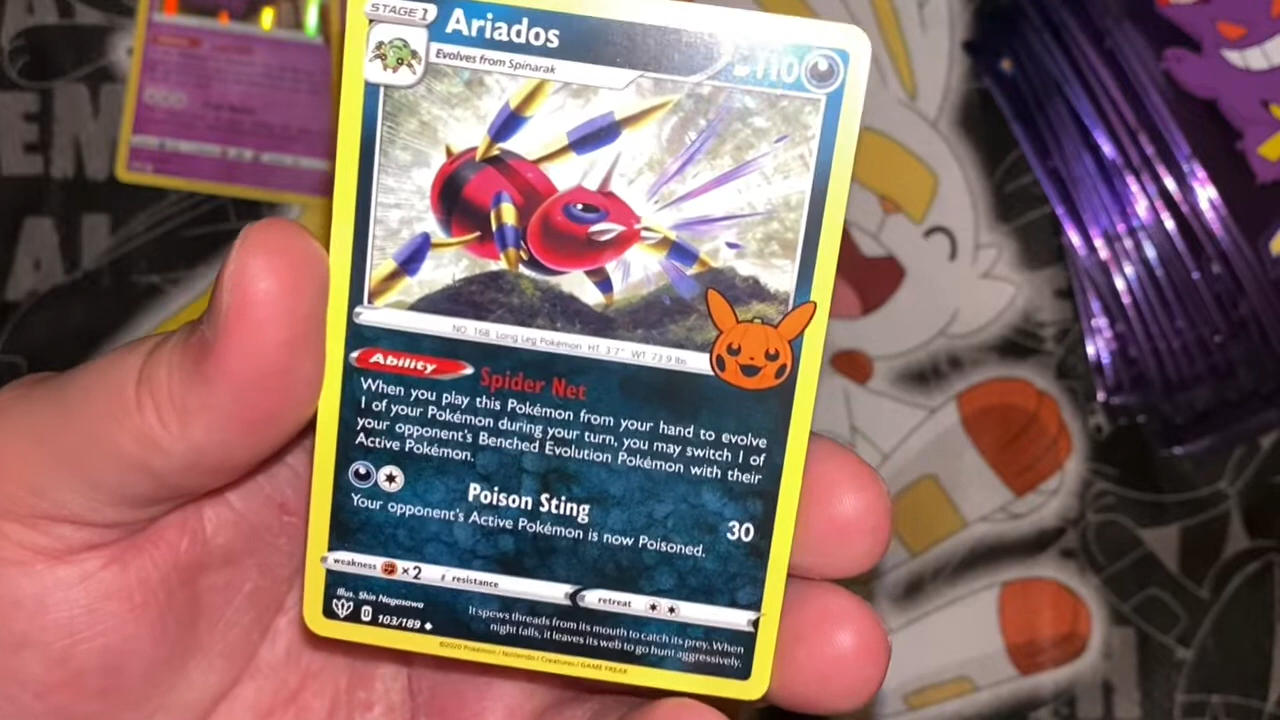 STAGE 1
Ariados
Evolves from Spinarak
110
NO. 168 Long Leg Pokémon HT 3'7" WT 73.9 lbs
Ability
Spider Net
When you play this Pokémon from your hand to evolve
1 of your Pokémon during your turn, you may switch 1 of
your opponent's Benched Evolution Pokémon with their
Active Pokémon.
Poison Sting
30
Your opponent's Active Pokémon is now Poisoned.
weakness ×2 resistance retreat
Illus. Shin Nagasawa
D 103/189
It spews threads from its mouth to catch its prey. When
night falls, it leaves its web to go hunt aggressively.
©2020 Pokémon / Nintendo / Creatures / GAME FREAK